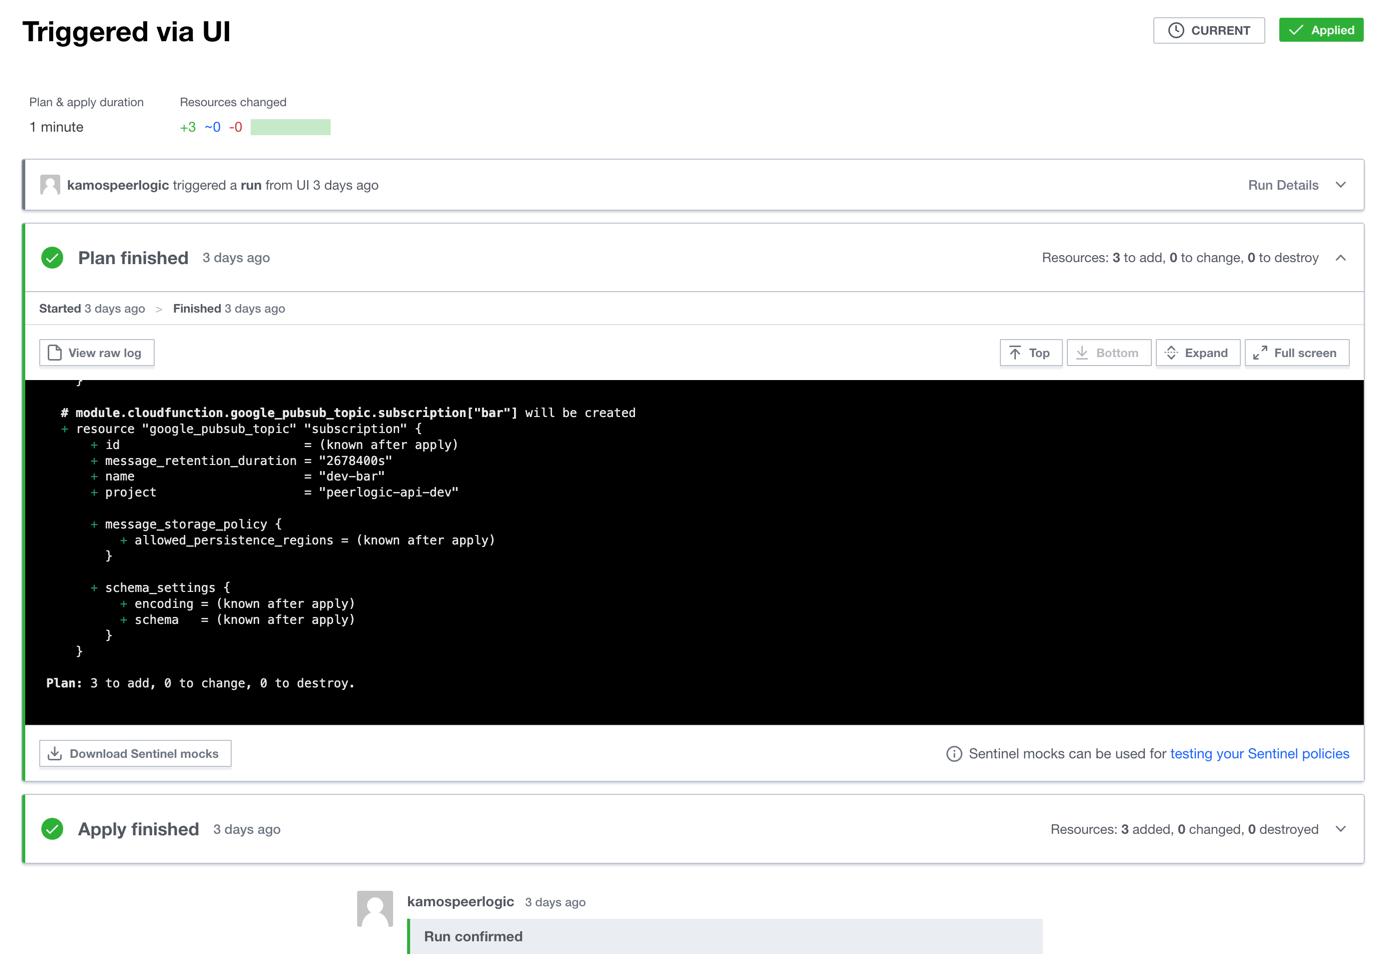 Triggered via UI
CURRENT
Applied
Plan & apply duration
Resources changed
1 minute
+3 ~0 -0
kamospeerlogic triggered a run from UI 3 days ago
Run Details
Plan finished 3 days ago
Resources: 3 to add, 0 to change, 0 to destroy
Started 3 days ago > Finished 3 days ago
View raw log
Top
Bottom
Expand
Full screen
}
# module.cloudfunction.google_pubsub_topic.subscription["bar"] will be created
+ resource "google_pubsub_topic" "subscription" {
+ id = (known after apply)
+ message_retention_duration = "2678400s"
+ name = "dev-bar"
+ project = "peerlogic-api-dev"
+ message_storage_policy {
+ allowed_persistence_regions = (known after apply)
}
+ schema_settings {
+ encoding = (known after apply)
+ schema = (known after apply)
}
}
Plan: 3 to add, 0 to change, 0 to destroy.
Download Sentinel mocks
Sentinel mocks can be used for testing your Sentinel policies
Apply finished 3 days ago
Resources: 3 added, 0 changed, 0 destroyed
kamospeerlogic 3 days ago
Run confirmed